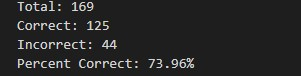 Total: 169
Correct: 125
Incorrect: 44
Percent Correct: 73.96%